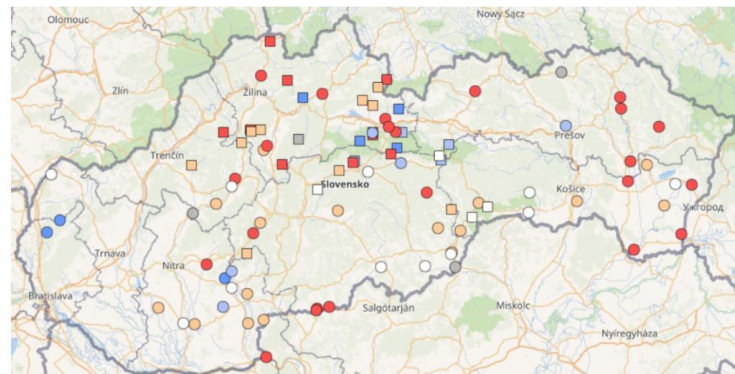 Olomouc
Nowy Sącz
Zlín
Žilina
Prešov
Trenčín
Slovensko
Košice
Ужгород
Trnava
Nitra
Bratislava
Salgótarján
Miskolc
Nyíregyháza